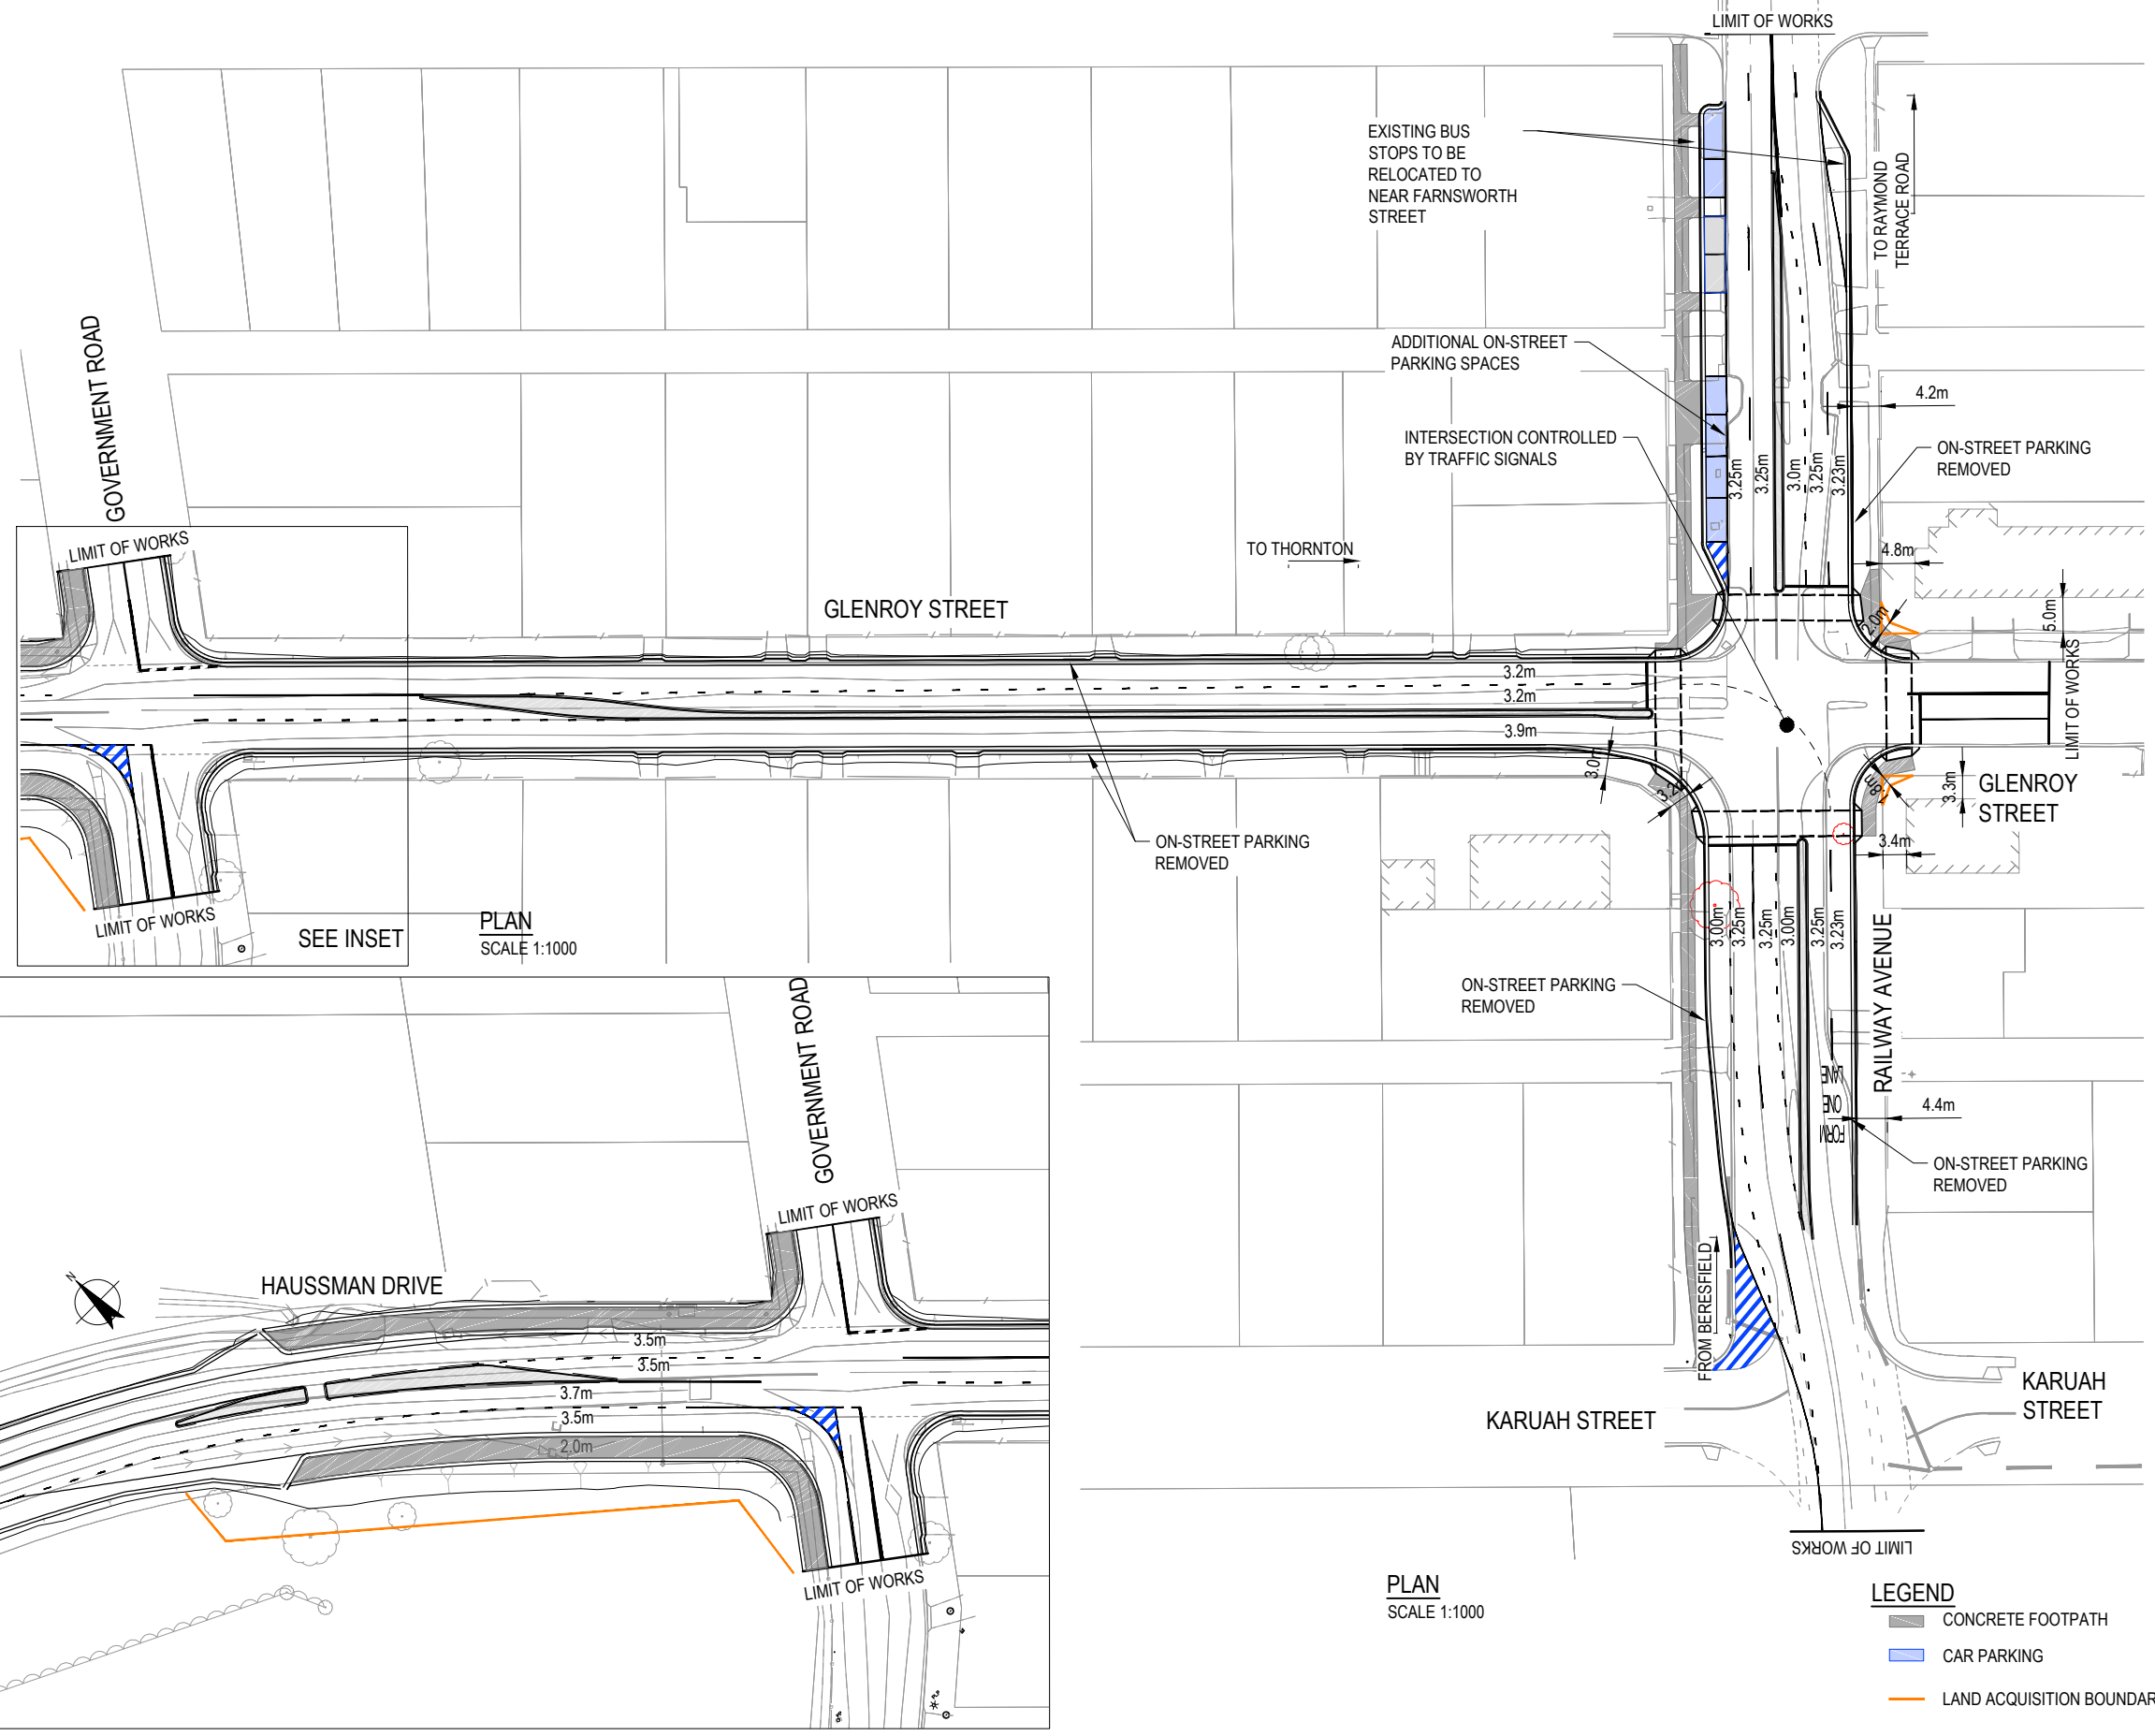 LIMIT OF WORKS
EXISTING BUS
STOPS TO BE
RELOCATED TO
NEAR FARNSWORTH
STREET
TO RAYMOND
TERRACE ROAD
ADDITIONAL ON-STREET
PARKING SPACES
INTERSECTION CONTROLLED
BY TRAFFIC SIGNALS
4.2m
ON-STREET PARKING
REMOVED
3.25m
3.25m
3.0m
3.25m
3.23m
GOVERNMENT ROAD
LIMIT OF WORKS
TO THORNTON
4.8m
5.0m
2.0m
LIMIT OF WORKS
GLENROY STREET
3.2m
3.2m
3.9m
3.0m
GLENROY
STREET
3.3m
3.4m
ON-STREET PARKING
REMOVED
LIMIT OF WORKS
SEE INSET
PLAN
SCALE 1:1000
3.00m
3.25m
3.25m
3.00m
3.25m
3.23m
RAILWAY AVENUE
ON-STREET PARKING
REMOVED
LANE
ONE
FORM
4.4m
ON-STREET PARKING
REMOVED
FROM BERESFIELD
KARUAH STREET
KARUAH
STREET
LIMIT OF WORKS
GOVERNMENT ROAD
LIMIT OF WORKS
N
HAUSSMAN DRIVE
3.5m
3.5m
3.7m
3.5m
2.0m
LIMIT OF WORKS
PLAN
SCALE 1:1000
LEGEND
CONCRETE FOOTPATH
CAR PARKING
LAND ACQUISITION BOUNDAR